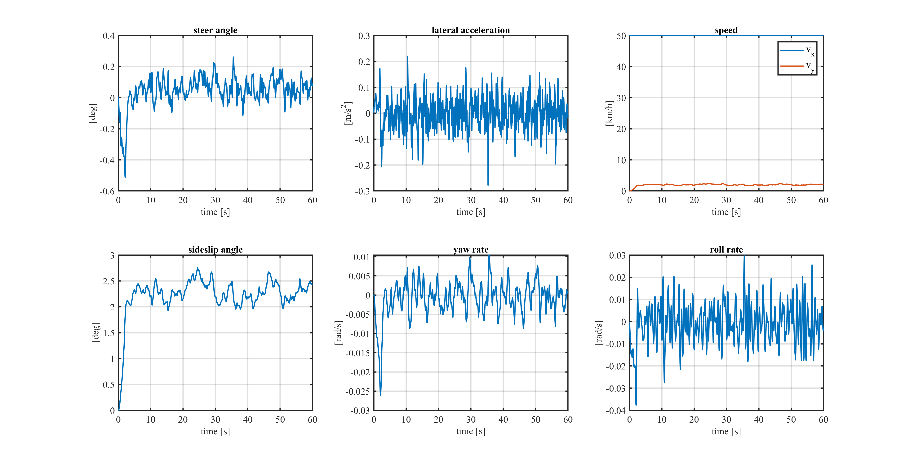 steer angle
0.4
0.2
0
-0.2
-0.4
-0.6
[deg]
0 10 20 30 40 50 60
time [s]
lateral acceleration
0.3
0.2
0.1
0
-0.1
-0.2
0.3
[m/s²]
0 10 20 30 40 50 60
time [s]
speed
50
40
30
20
10
0
[km/h]
v_x
v_y
0 10 20 30 40 50 60
time [s]
sideslip angle
3
2.5
2
1.5
1
0.5
0
[deg]
0 10 20 30 40 50 60
time [s]
yaw rate
0.01
0.005
0
-0.005
-0.01
-0.015
-0.02
-0.025
-0.03
[rad/s]
0 10 20 30 40 50 60
time [s]
roll rate
0.03
0.02
0.01
0
-0.01
-0.02
-0.03
-0.04
[rad/s]
0 10 20 30 40 50 60
time [s]